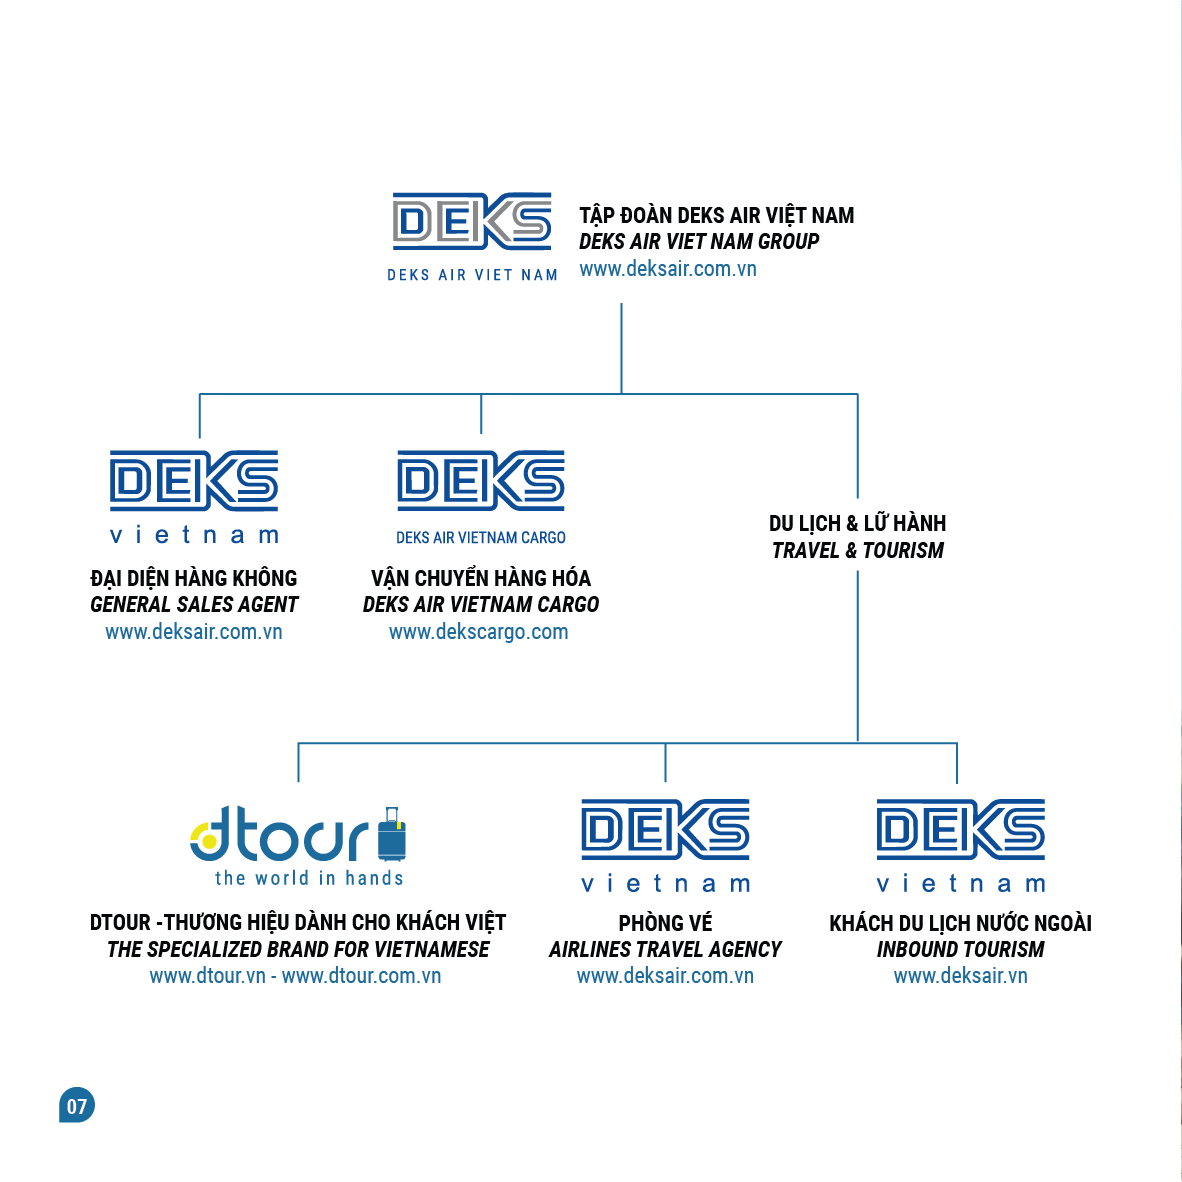 DEKS
DEKS AIR VIET NAM
TẬP ĐOÀN DEKS AIR VIỆT NAM
DEKS AIR VIET NAM GROUP
www.deksair.com.vn
DEKS
vietnam
ĐẠI DIỆN HÀNG KHÔNG
GENERAL SALES AGENT
www.deksair.com.vn
DEKS
DEKS AIR VIETNAM CARGO
VẬN CHUYỂN HÀNG HÓA
DEKS AIR VIETNAM CARGO
www.dekscargo.com
DU LỊCH & LỮ HÀNH
TRAVEL & TOURISM
dtour
the world in hands
DTOUR -THƯƠNG HIỆU DÀNH CHO KHÁCH VIỆT
THE SPECIALIZED BRAND FOR VIETNAMESE
www.dtour.vn - www.dtour.com.vn
DEKS
vietnam
PHÒNG VÉ
AIRLINES TRAVEL AGENCY
www.deksair.com.vn
DEKS
vietnam
KHÁCH DU LỊCH NƯỚC NGOÀI
INBOUND TOURISM
www.deksair.vn
07